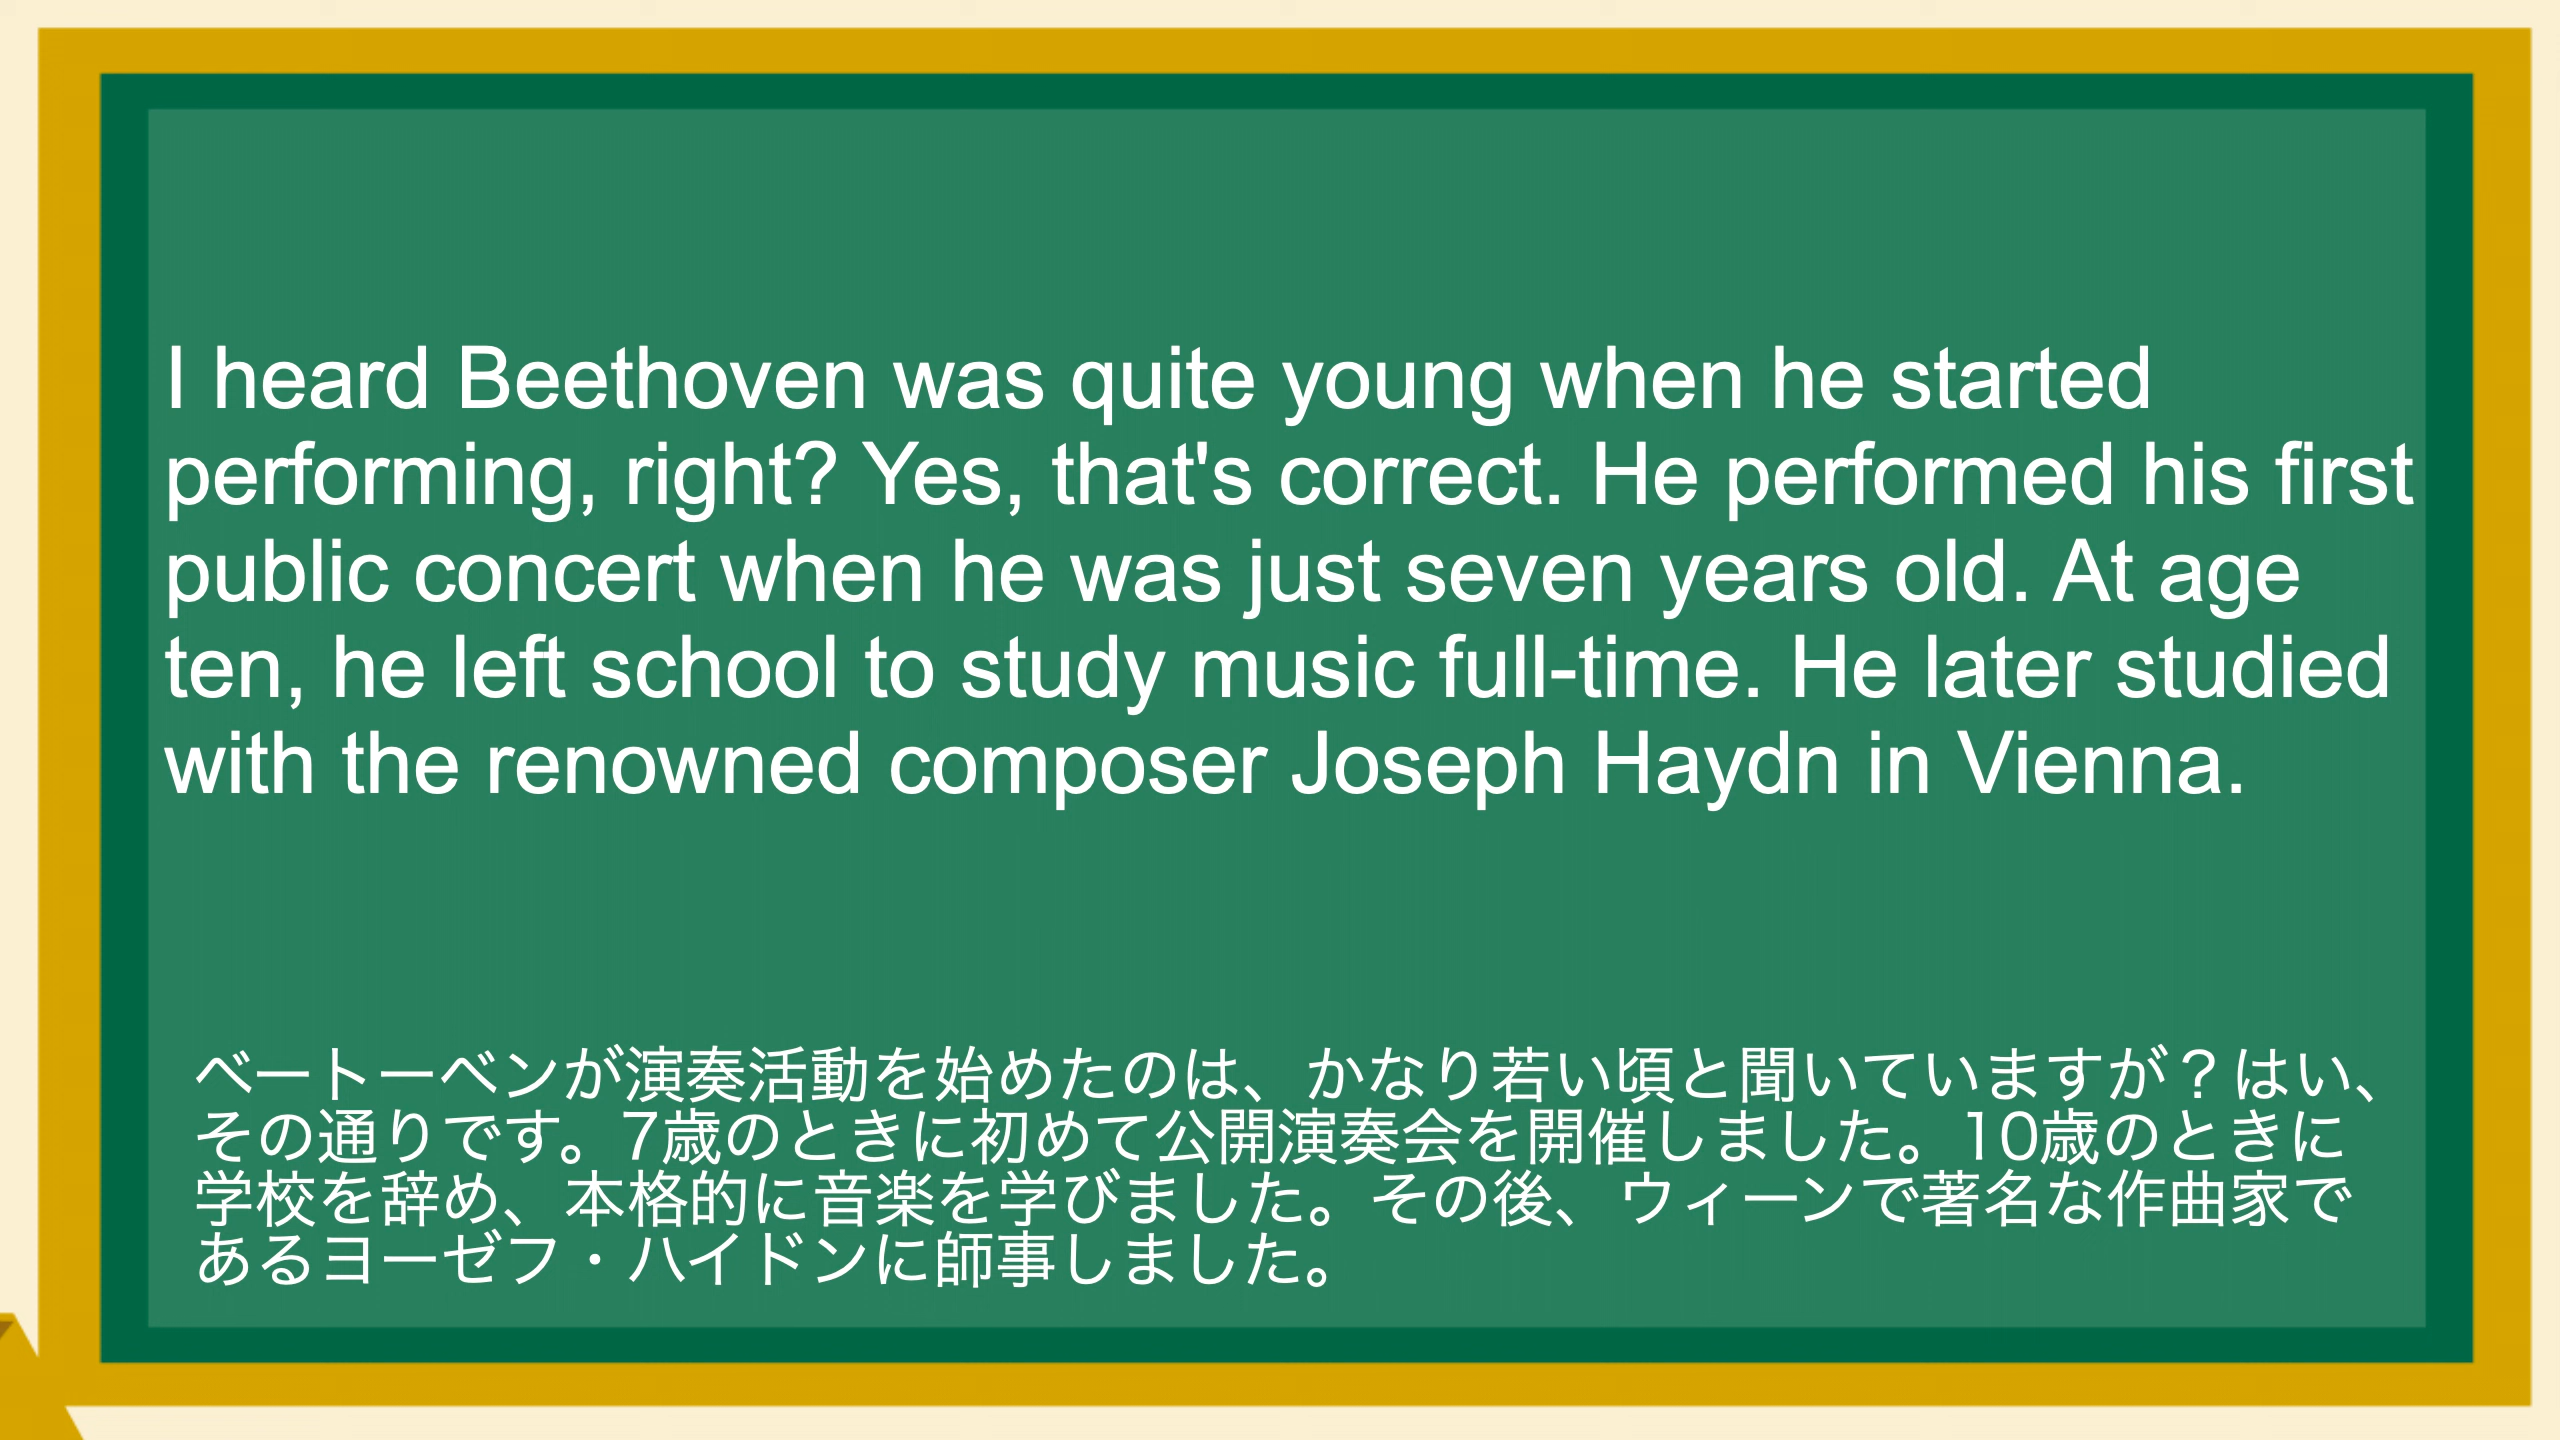 I heard Beethoven was quite young when he started
performing, right? Yes, that's correct. He performed his first
public concert when he was just seven years old. At age
ten, he left school to study music full-time. He later studied
with the renowned composer Joseph Haydn in Vienna.
ベートーベンが演奏活動を始めたのは、かなり若い頃と聞いていますが？はい、
その通りです。7歳のときに初めて公開演奏会を開催しました。10歳のときに
学校を辞め、本格的に音楽を学びました。その後、ウィーンで著名な作曲家で
あるヨーゼフ・ハイドンに師事しました。